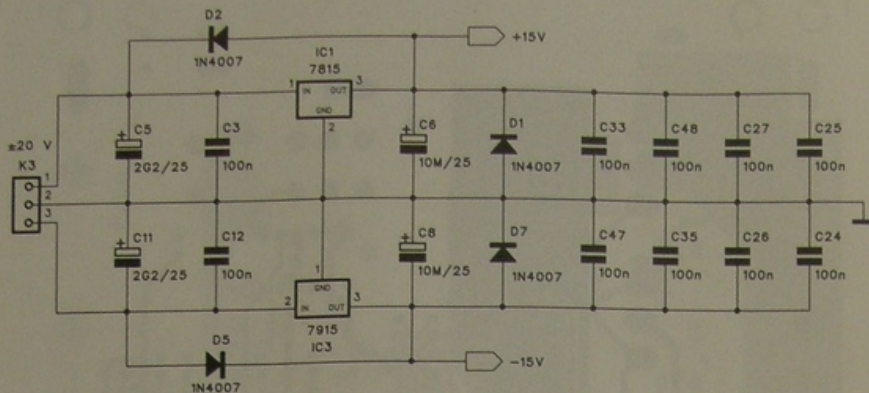 D2
1N4007
+15V
IC1
7815
1 IN OUT 3
GND
2
±20 V
K3
1
2
3
+ C5
2G2/25
C3
100n
+ C6
10M/25
D1
1N4007
C33
100n
C48
100n
C27
100n
C25
100n
+ C11
2G2/25
C12
100n
+ C8
10M/25
D7
1N4007
C47
100n
C35
100n
C26
100n
C24
100n
1
GND
2 IN OUT 3
7915
IC3
D5
1N4007
-15V